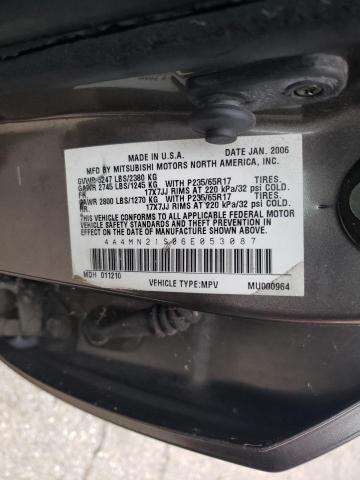 MADE IN U.S.A. DATE JAN. 2006
MFD BY MITSUBISHI MOTORS NORTH AMERICA, INC.
GVWR 5247 LBS/2380 KG
GAWR 2745 LBS/1245 KG WITH P235/65R17 TIRES.
FR. 17X7JJ RIMS AT 220 kPa/32 psi COLD.
GAWR 2800 LBS/1270 KG WITH P235/65R17 TIRES.
RR. 17X7JJ RIMS AT 220 kPa/32 psi COLD.
THIS VEHICLE CONFORMS TO ALL APPLICABLE FEDERAL MOTOR
VEHICLE SAFETY AND THEFT PREVENTION STANDARDS IN
EFFECT ON THE DATE OF MANUFACTURE SHOWN ABOVE.
4A4MN21S06E053087
MDH 011210
VEHICLE TYPE:MPV MU000964